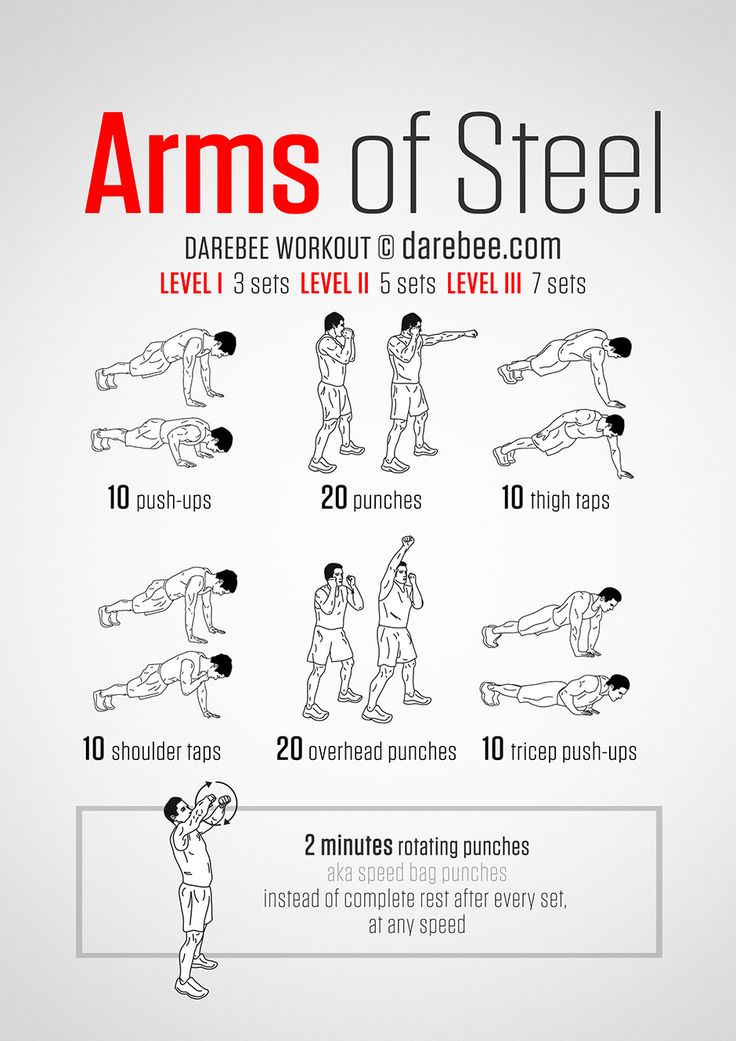 Arms of Steel
DAREBEE WORKOUT © darebee.com
LEVEL I 3 sets LEVEL II 5 sets LEVEL III 7 sets
10 push-ups
20 punches
10 thigh taps
10 shoulder taps
20 overhead punches
10 tricep push-ups
2 minutes rotating punches
aka speed bag punches
instead of complete rest after every set,
at any speed